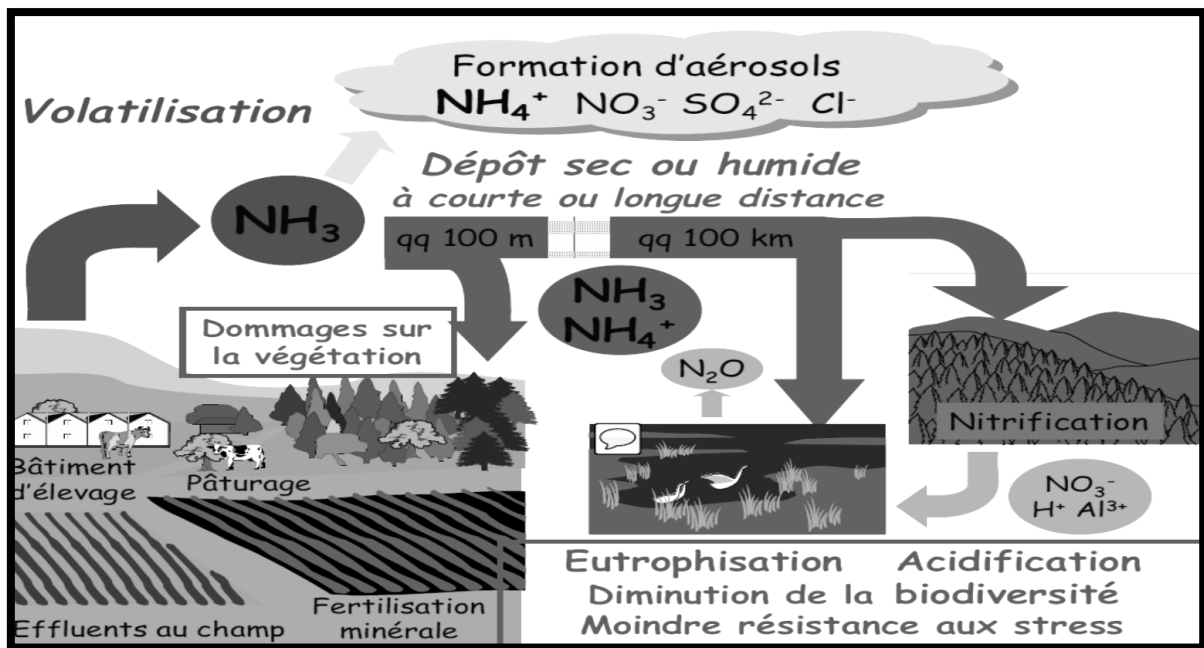 Formation d'aérosols
NH₄⁺ NO₃⁻ SO₄²⁻ Cl⁻
Volatilisation
Dépôt sec ou humide
à courte ou longue distance
NH₃
qq 100 m
qq 100 km
NH₃
NH₄⁺
Dommages sur
la végétation
N₂O
Nitrification
Bâtiment
d'élevage
Pâturage
NO₃⁻
H⁺ Al³⁺
Effluents au champ
Fertilisation
minérale
Eutrophisation Acidification
Diminution de la biodiversité
Moindre résistance aux stress